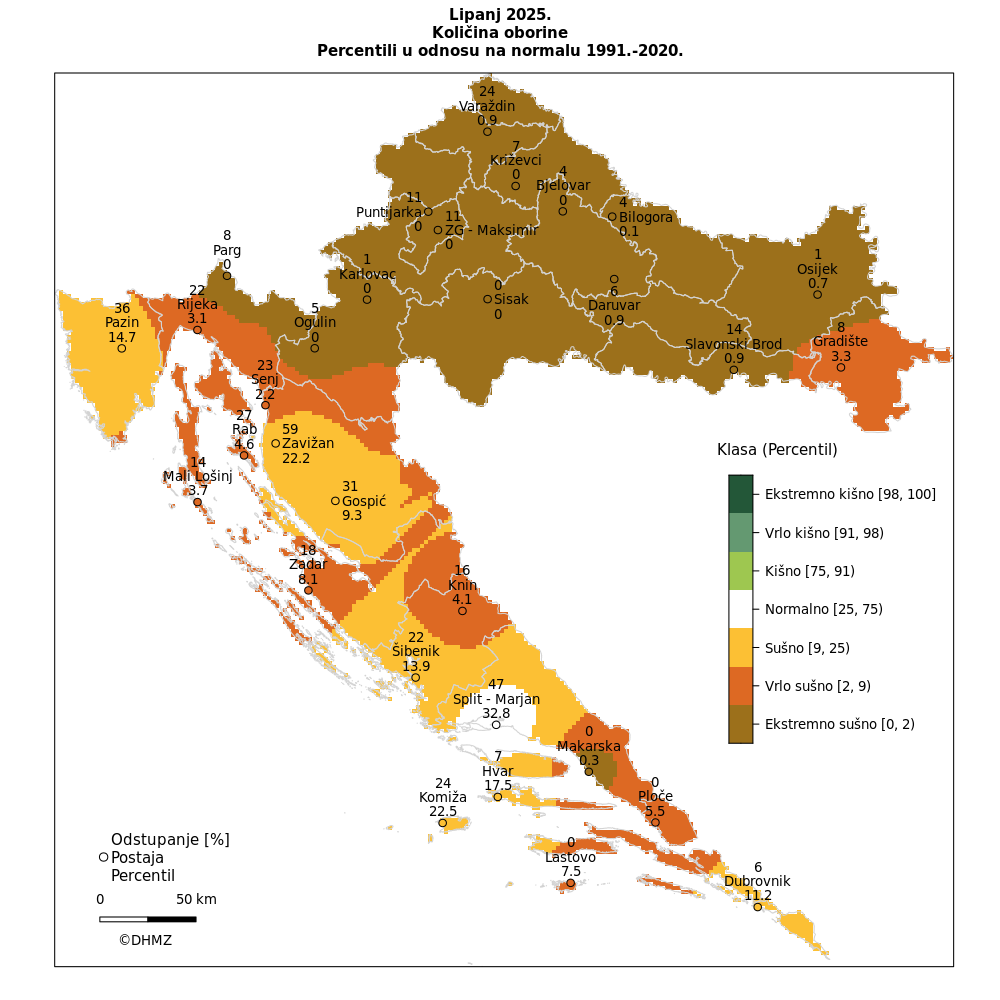 Lipanj 2025.
Količina oborine
Percentili u odnosu na normalu 1991.-2020.
24
Varaždin
0.9
7
Križevci
0
4
Bjelovar
0
11
Puntijarka
0
11
ZG - Maksimir
0
4
Bilogora
0.1
8
Parg
0
1
Karlovac
0
0
Sisak
0
6
Daruvar
0.9
1
Osijek
0.7
22
Rijeka
3.1
36
Pazin
14.7
5
Ogulin
0
14
Slavonski Brod
0.9
8
Gradište
3.3
23
Senj
2.2
27
Rab
4.6
59
Zavižan
22.2
14
Mali Lošinj
3.7
31
Gospić
9.3
18
Zadar
8.1
16
Knin
4.1
22
Šibenik
13.9
47
Split - Marjan
32.8
0
Makarska
0.3
7
Hvar
17.5
24
Komiža
22.5
0
Ploče
5.5
0
Lastovo
7.5
6
Dubrovnik
11.2
Klasa (Percentil)
Ekstremno kišno [98, 100]
Vrlo kišno [91, 98)
Kišno [75, 91)
Normalno [25, 75)
Sušno [9, 25)
Vrlo sušno [2, 9)
Ekstremno sušno [0, 2)
Odstupanje [%]
Postaja
Percentil
0 50 km
©DHMZ